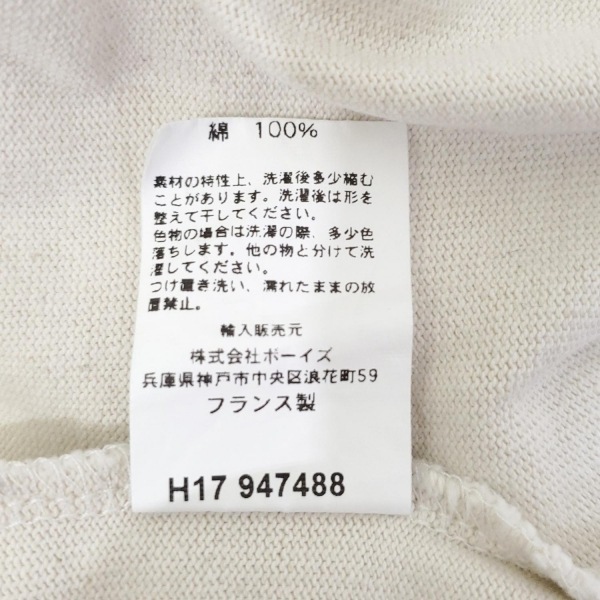 綿 100%
素材の特性上、洗濯後多少縮む
ことがあります。洗濯後は形を
整えて干してください。
色物の場合は洗濯の際、多少色
落ちします。他の物と分けて洗
濯してください。
つけ置き洗い、濡れたままの放
置禁止。
輸入販売元
株式会社ボーイズ
兵庫県神戸市中央区浪花町59
フランス製
H17 947488